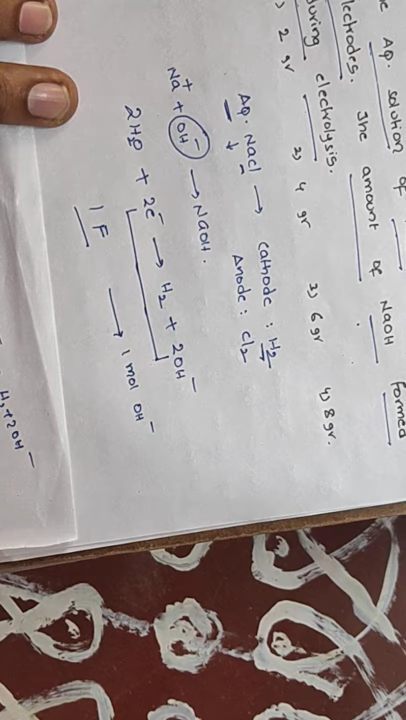 Aq. solution of
lectrodes. The amount of NaOH formed
during electrolysis.
2 gr 2) 4 gr 3) 6 gr 4) 8 gr.
Aq. NaCl → Cathode : H₂
Anode : Cl₂
Na⁺ + OH⁻ → NaOH.
2H₂O + 2e⁻ → H₂ + 2OH⁻
1F → 1 mol OH⁻
H₂ + 2OH⁻